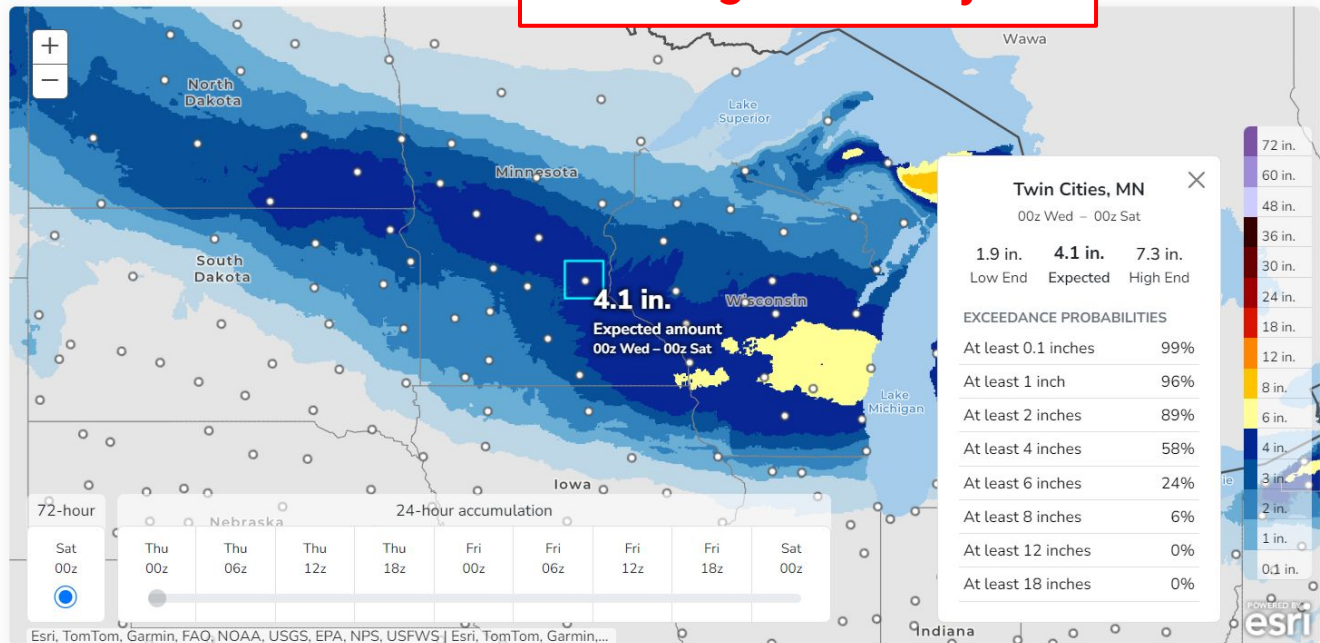 +
−
Wawa
North
Dakota
Lake
Superior
Minnesota
South
Dakota
Wisconsin
4.1 in.
Expected amount
00z Wed – 00z Sat
Lake
Michigan
Iowa
Nebraska
Indiana
Twin Cities, MN
00z Wed – 00z Sat
1.9 in. 4.1 in. 7.3 in.
Low End Expected High End
EXCEEDANCE PROBABILITIES
At least 0.1 inches 99%
At least 1 inch 96%
At least 2 inches 89%
At least 4 inches 58%
At least 6 inches 24%
At least 8 inches 6%
At least 12 inches 0%
At least 18 inches 0%
72 in.
60 in.
48 in.
36 in.
30 in.
24 in.
18 in.
12 in.
8 in.
6 in.
4 in.
3 in.
2 in.
1 in.
0.1 in.
72-hour 24-hour accumulation
Sat Thu Thu Thu Thu Fri Fri Fri Fri Sat
00z 00z 06z 12z 18z 00z 06z 12z 18z 00z
Esri, TomTom, Garmin, FAO, NOAA, USGS, EPA, NPS, USFWS | Esri, TomTom, Garmin,...
POWERED BY
esri